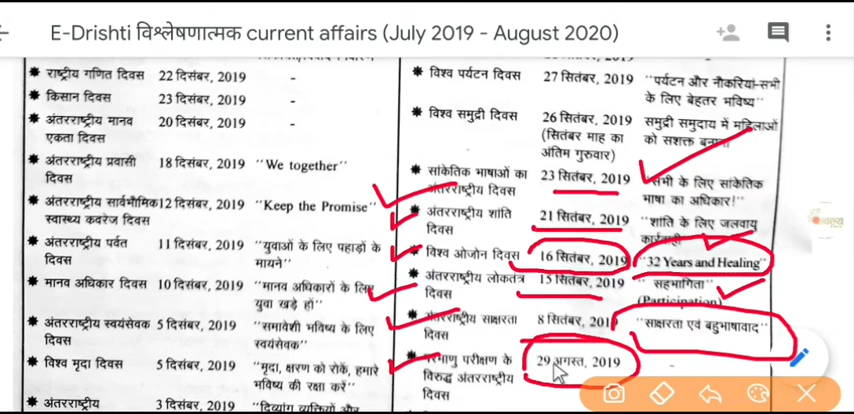 E-Drishti विश्लेषणात्मक current affairs (July 2019 - August 2020)
* राष्ट्रीय गणित दिवस 22 दिसंबर, 2019 -
* किसान दिवस 23 दिसंबर, 2019 -
* अंतरराष्ट्रीय मानव 20 दिसंबर, 2019 -
एकता दिवस
* अंतरराष्ट्रीय प्रवासी 18 दिसंबर, 2019 "We together"
दिवस
* अंतरराष्ट्रीय सार्वभौमिक 12 दिसंबर, 2019 "Keep the Promise"
स्वास्थ्य कवरेज दिवस
* अंतरराष्ट्रीय पर्वत 11 दिसंबर, 2019 "युवाओं के लिए पहाड़ों के
दिवस मायने"
* मानव अधिकार दिवस 10 दिसंबर, 2019 "मानव अधिकारों के लिए
युवा खड़े हों"
* अंतरराष्ट्रीय स्वयंसेवक 5 दिसंबर, 2019 "समावेशी भविष्य के लिए
दिवस स्वयंसेवक"
* विश्व मृदा दिवस 5 दिसंबर, 2019 "मृदा, क्षरण को रोकें, हमारे
भविष्य की रक्षा करें"
* अंतरराष्ट्रीय 3 दिसंबर, 2019 "दिव्यांग व्यक्तियों और
* विश्व पर्यटन दिवस 27 सितंबर, 2019 "पर्यटन और नौकरियां-सभी
के लिए बेहतर भविष्य"
* विश्व समुद्री दिवस 26 सितंबर, 2019 समुद्री समुदाय में महिलाओं
(सितंबर माह का को सशक्त बनाना
अंतिम गुरुवार)
* सांकेतिक भाषाओं का 23 सितंबर, 2019 "सभी के लिए सांकेतिक
अंतरराष्ट्रीय दिवस भाषा का अधिकार!"
* अंतरराष्ट्रीय शांति 21 सितंबर, 2019 "शांति के लिए जलवायु
दिवस कार्रवाही"
* विश्व ओजोन दिवस 16 सितंबर, 2019 "32 Years and Healing"
* अंतरराष्ट्रीय लोकतंत्र 15 सितंबर, 2019 "सहभागिता"
दिवस (Participation)
* अंतरराष्ट्रीय साक्षरता 8 सितंबर, 2019 "साक्षरता एवं बहुभाषावाद"
दिवस
* परमाणु परीक्षण के 29 अगस्त, 2019
विरुद्ध अंतरराष्ट्रीय
दिवस